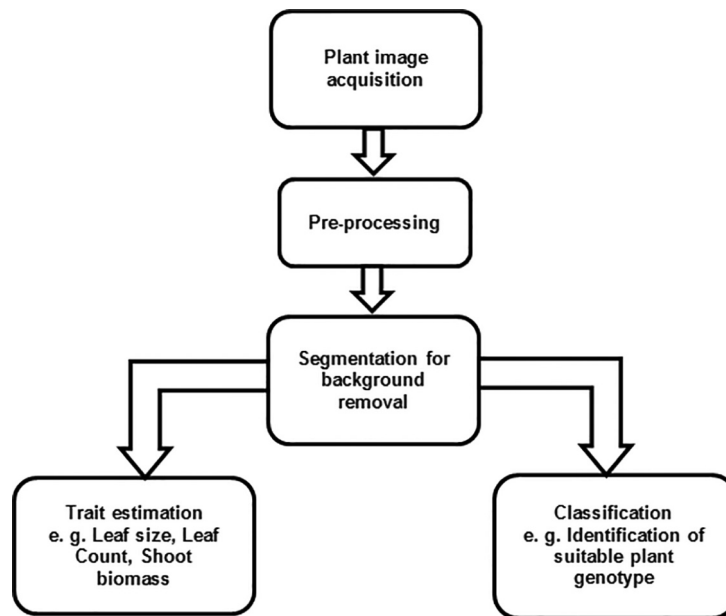 Plant image
acquisition
Pre-processing
Segmentation for
background
removal
Trait estimation
e. g. Leaf size, Leaf
Count, Shoot
biomass
Classification
e. g. Identification of
suitable plant
genotype